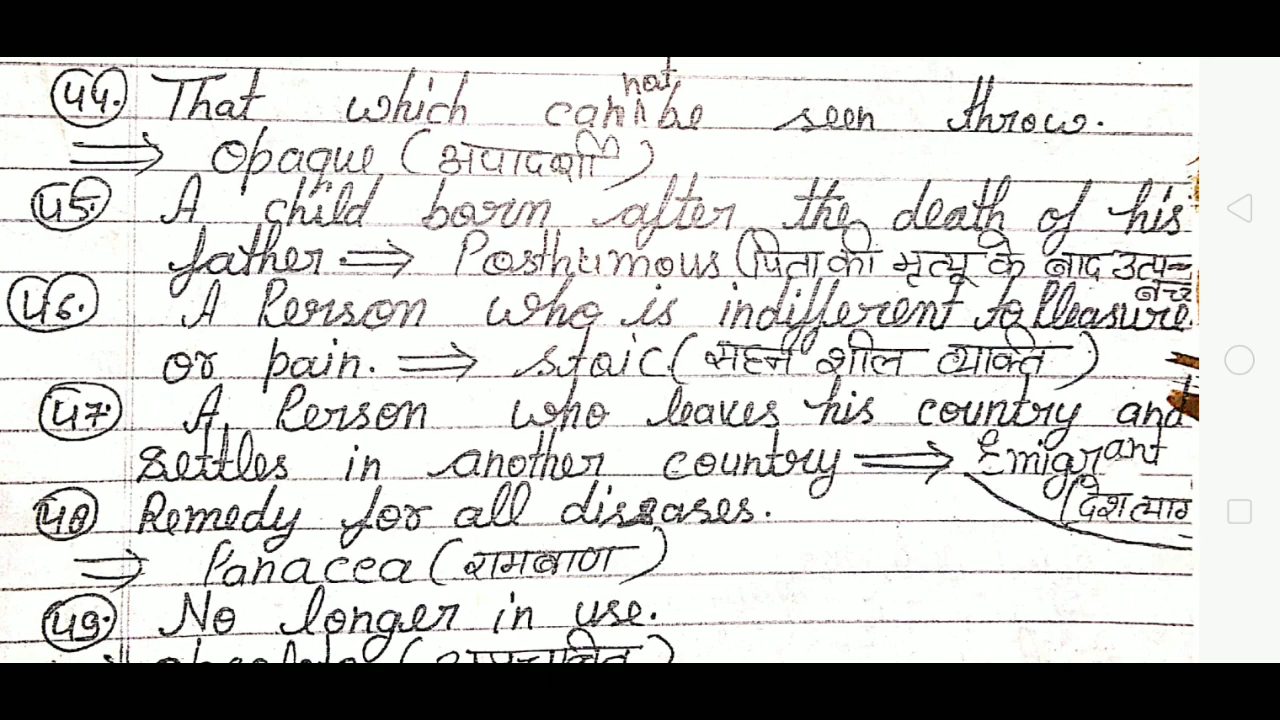 44. That which can not be seen throw.
⇒ Opaque (अपादर्शी)
45. A child born after the death of his
father. ⇒ Posthumous (पिता की मृत्यू के बाद उत्पन्न
बच्चे
46. A Person who is indifferent to Pleasure
or pain. ⇒ stoic (सहन शील व्यक्ति)
47. A Person who leaves his country and
settles in another country ⇒ Emigrant
(देश त्याग
48 Remedy for all diseases.
⇒ Panacea (रामबाण)
49. No longer in use.